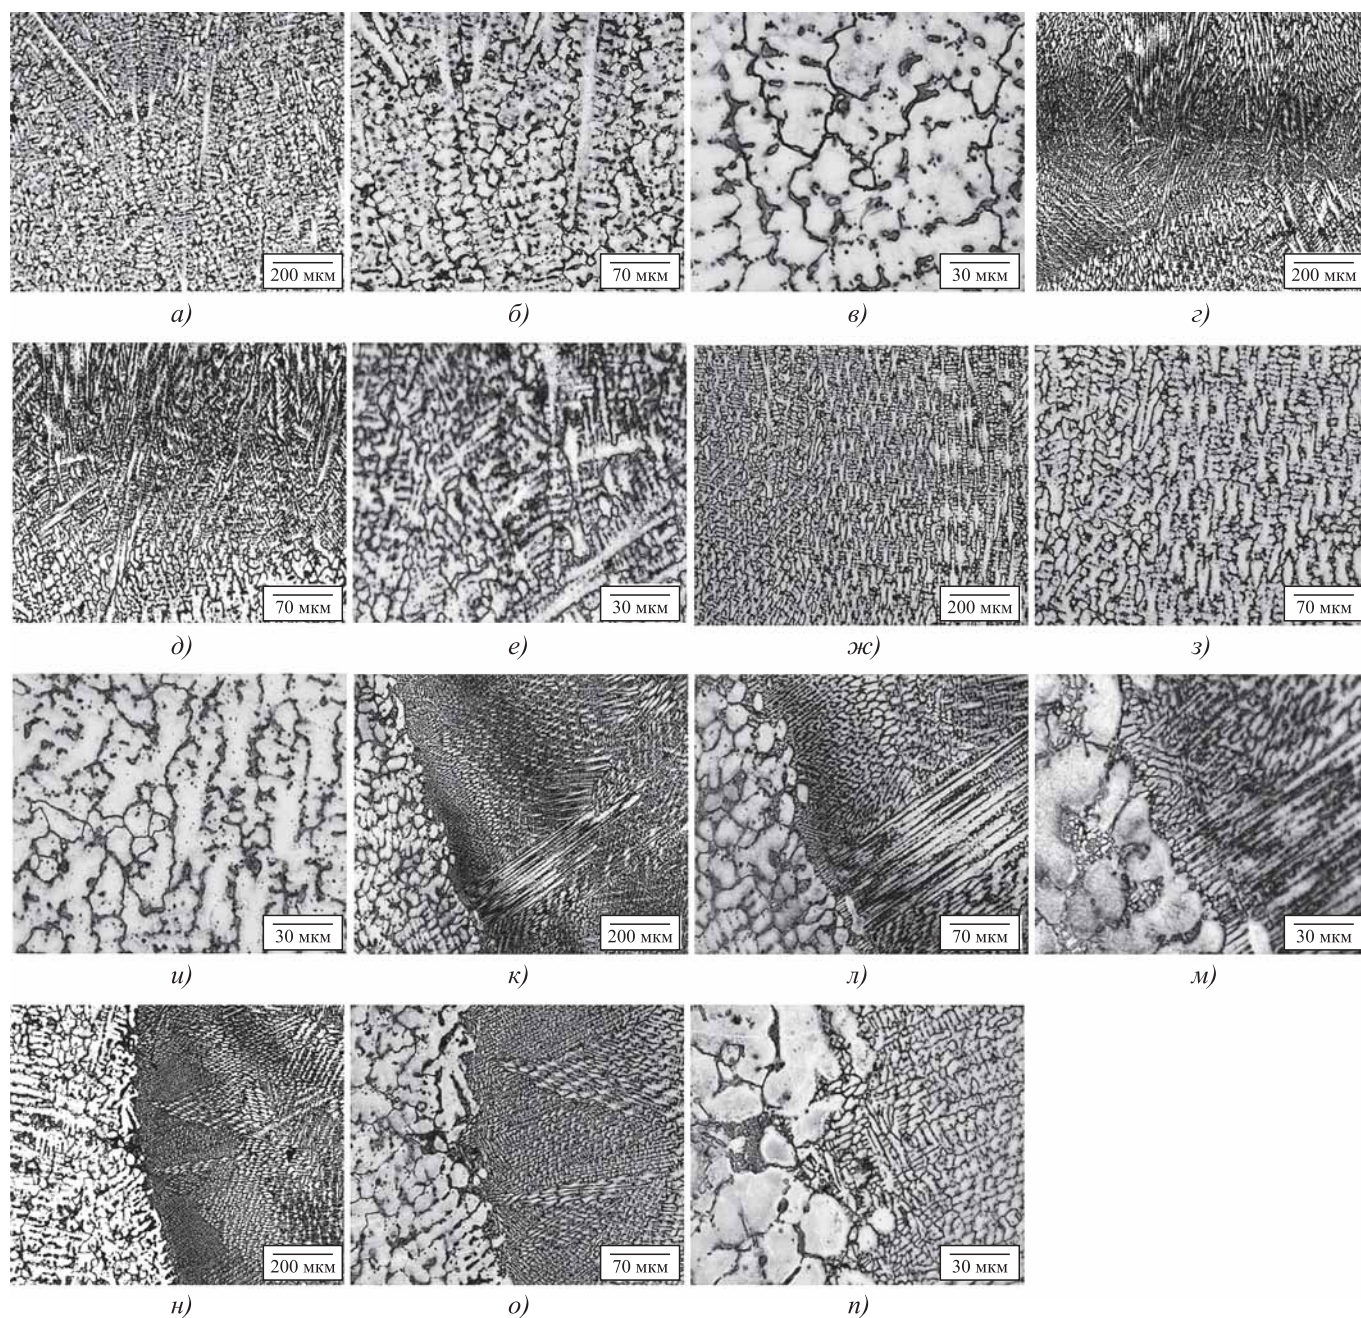 200 мкм 70 мкм 30 мкм 200 мкм
а) б) в) г)
70 мкм 30 мкм 200 мкм 70 мкм
д) е) ж) з)
30 мкм 200 мкм 70 мкм 30 мкм
и) к) л) м)
200 мкм 70 мкм 30 мкм
н) о) п)